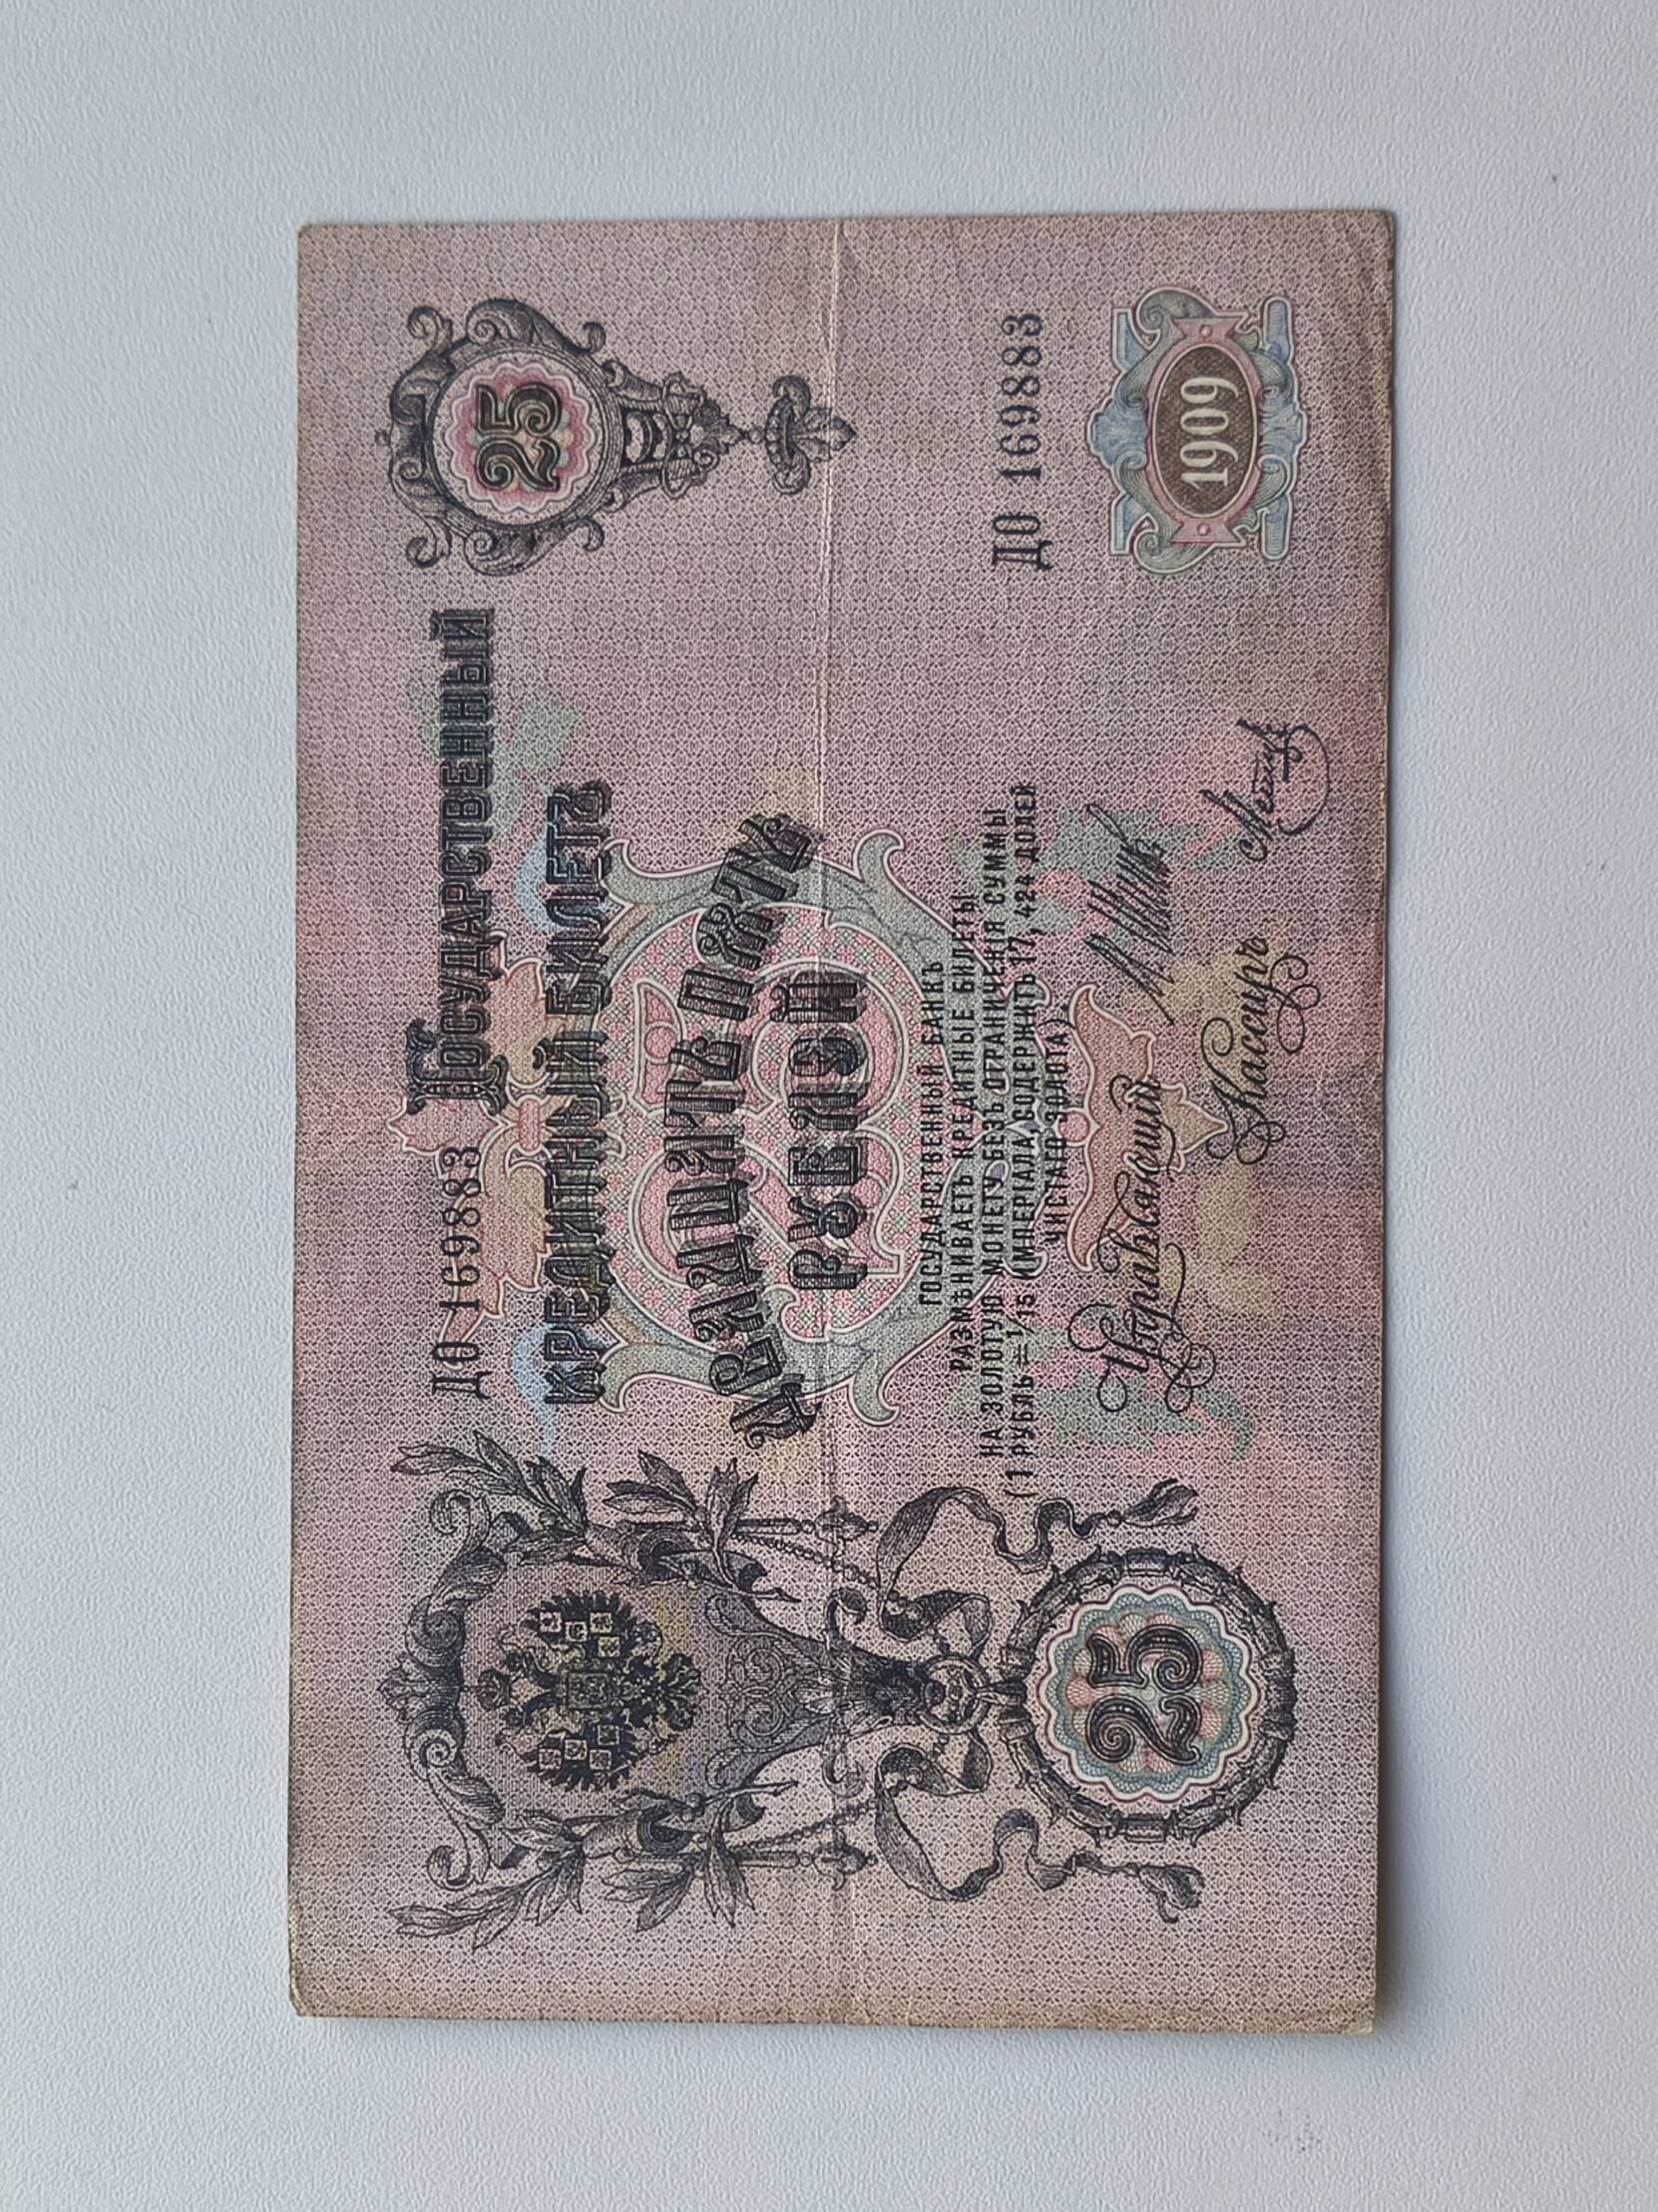 ДО 169883
ГОСУДАРСТВЕННЫЙ
КРЕДИТНЫЙ БИЛЕТЪ
ДВАДЦАТЬ ПЯТЬ
РУБЛЕЙ
25
ГОСУДАРСТВЕННЫЙ БАНКЪ
РАЗМѢНИВАЕТЪ КРЕДИТНЫЕ БИЛЕТЫ
НА ЗОЛОТУЮ МОНЕТУ БЕЗЪ ОГРАНИЧЕНІЯ СУММЫ
(1 РУБЛЬ = 1/15 ИМПЕРІАЛА, СОДЕРЖИТЪ 17,424 ДОЛЕЙ
ЧИСТАГО ЗОЛОТА)
ДО 169883
25
Управляющій
Кассиръ
1909